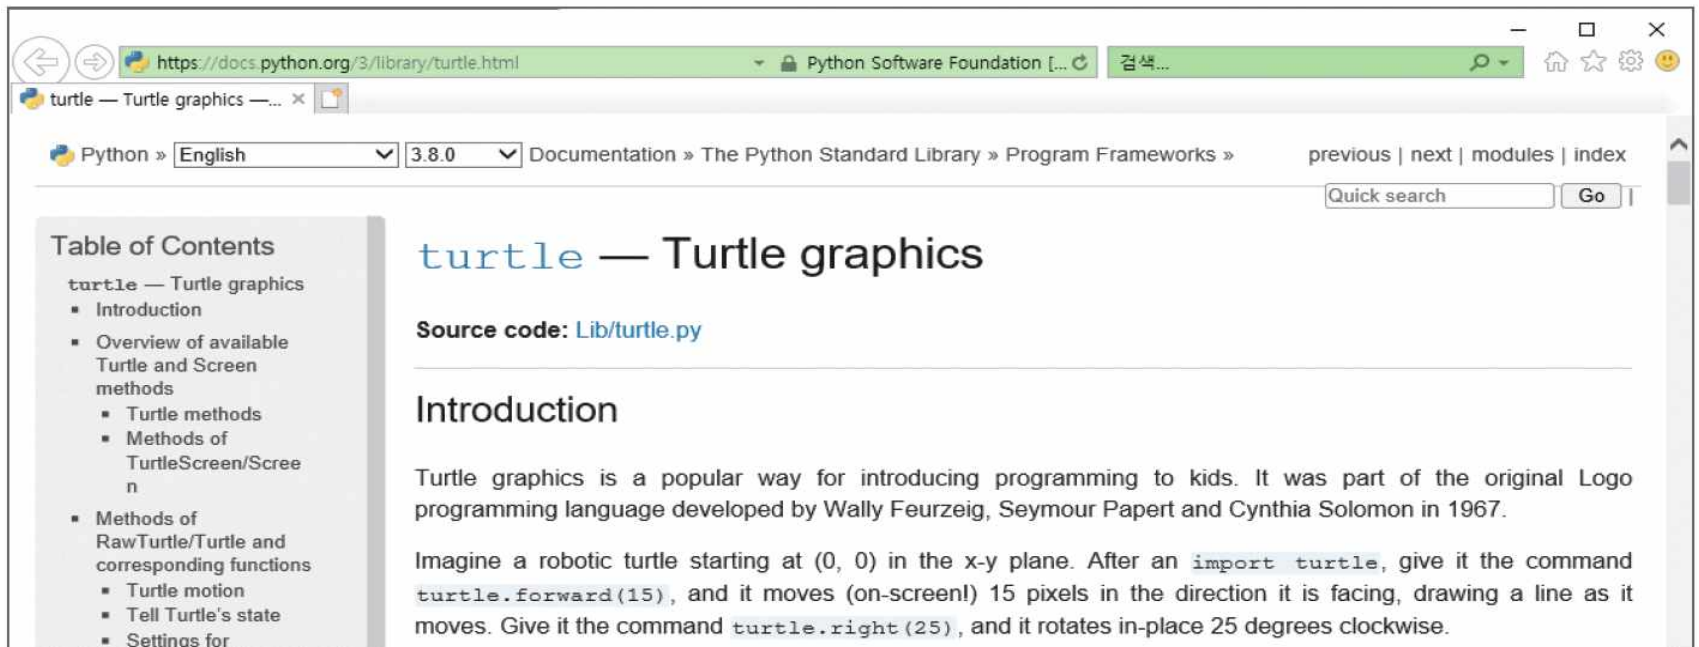 https://docs.python.org/3/library/turtle.html
Python Software Foundation [...
검색...
turtle — Turtle graphics —...
Python » English 3.8.0 Documentation » The Python Standard Library » Program Frameworks »
previous | next | modules | index
Quick search Go |
Table of Contents
turtle — Turtle graphics
▪ Introduction
▪ Overview of available
Turtle and Screen
methods
▪ Turtle methods
▪ Methods of
TurtleScreen/Scree
n
▪ Methods of
RawTurtle/Turtle and
corresponding functions
▪ Turtle motion
▪ Tell Turtle's state
▪ Settings for
turtle — Turtle graphics
Source code: Lib/turtle.py
Introduction
Turtle graphics is a popular way for introducing programming to kids. It was part of the original Logo
programming language developed by Wally Feurzeig, Seymour Papert and Cynthia Solomon in 1967.
Imagine a robotic turtle starting at (0, 0) in the x-y plane. After an import turtle, give it the command
turtle.forward(15), and it moves (on-screen!) 15 pixels in the direction it is facing, drawing a line as it
moves. Give it the command turtle.right(25), and it rotates in-place 25 degrees clockwise.